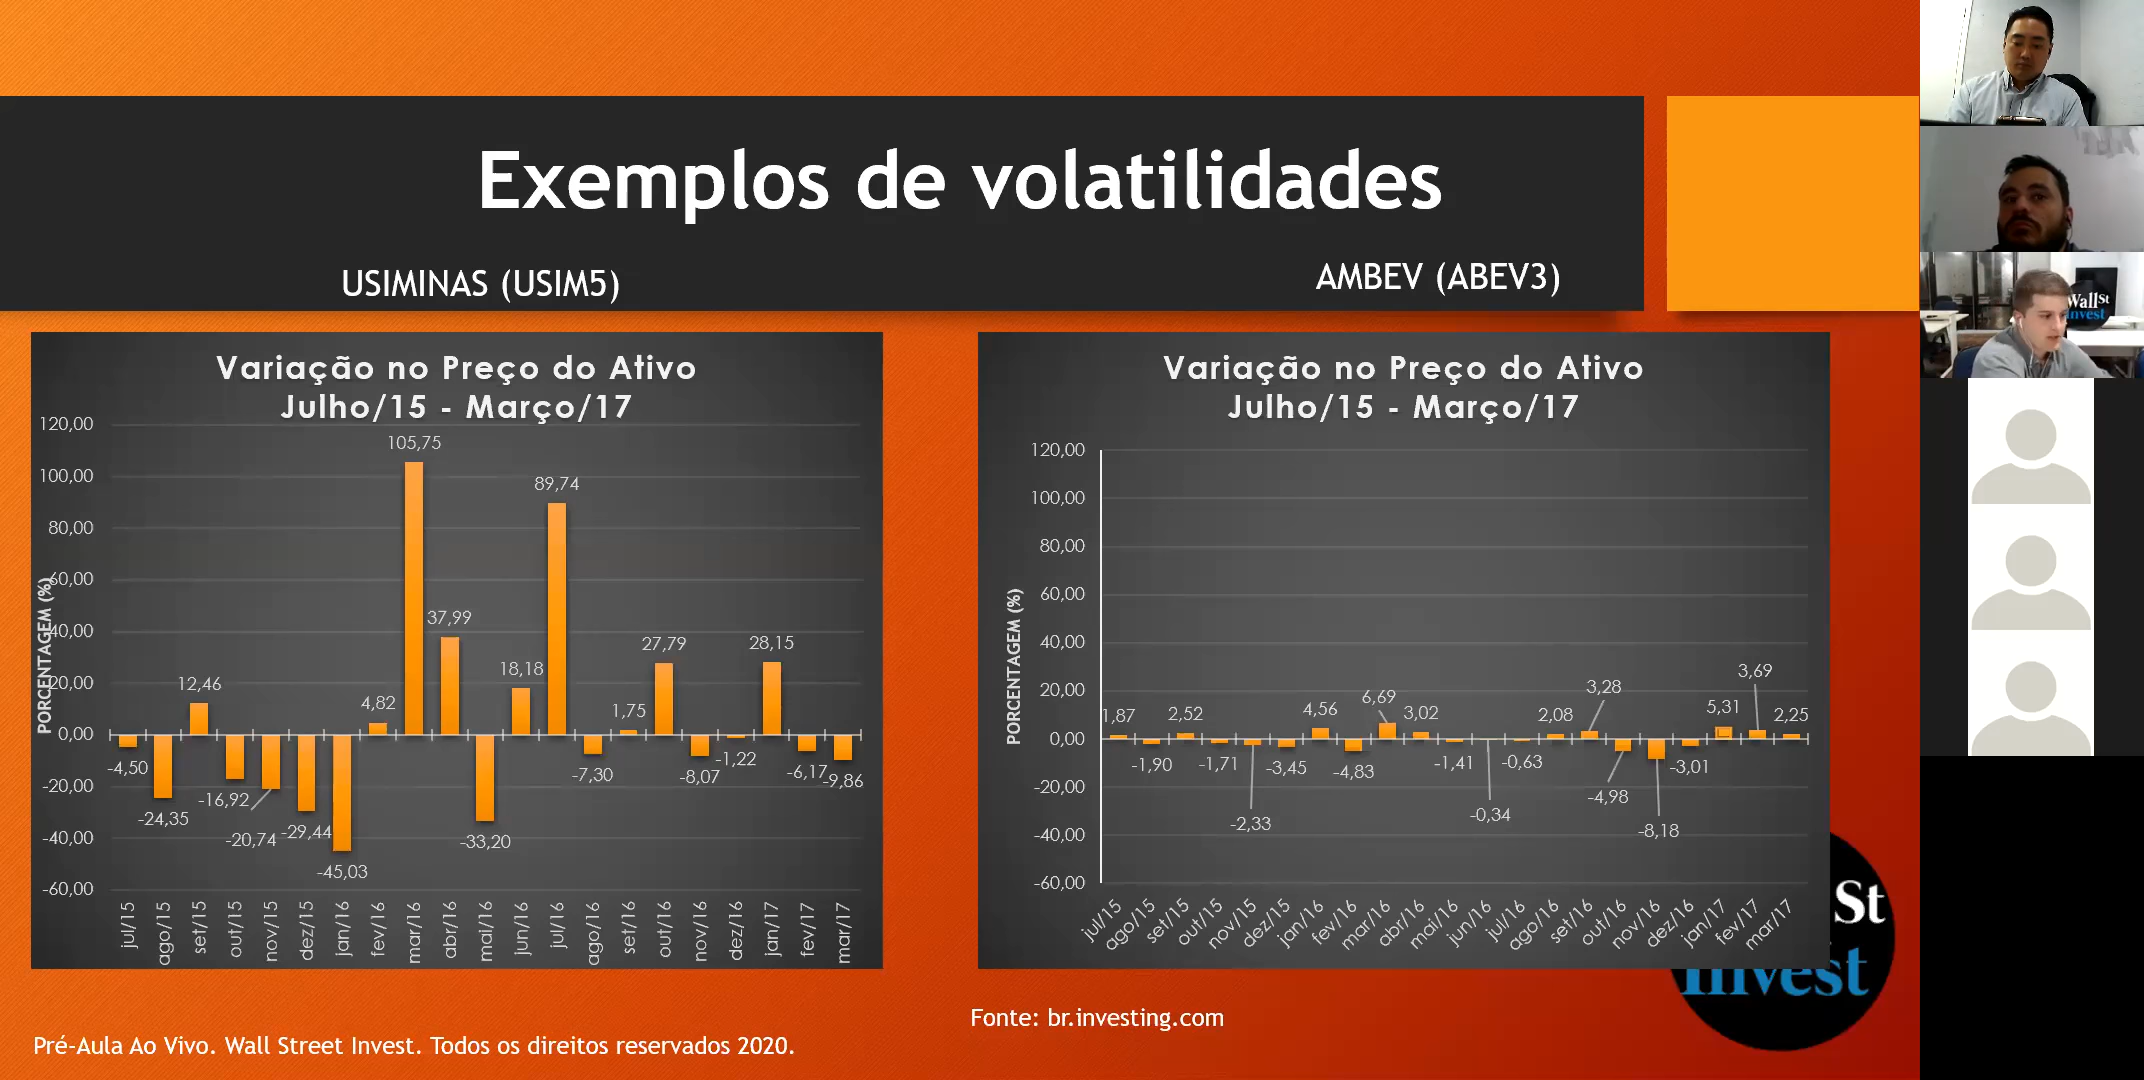 Exemplos de volatilidades
USIMINAS (USIM5)
AMBEV (ABEV3)
Variação no Preço do Ativo
Julho/15 - Março/17
PORCENTAGEM (%)
120,00
100,00
80,00
60,00
40,00
20,00
0,00
-20,00
-40,00
-60,00
-4,50
-24,35
12,46
-16,92
-20,74
-29,44
-45,03
4,82
105,75
37,99
-33,20
18,18
89,74
-7,30
1,75
27,79
-8,07
-1,22
28,15
-6,17
-9,86
jul/15
ago/15
set/15
out/15
nov/15
dez/15
jan/16
fev/16
mar/16
abr/16
mai/16
jun/16
jul/16
ago/16
set/16
out/16
nov/16
dez/16
jan/17
fev/17
mar/17
Variação no Preço do Ativo
Julho/15 - Março/17
PORCENTAGEM (%)
120,00
100,00
80,00
60,00
40,00
20,00
0,00
-20,00
-40,00
-60,00
1,87
-1,90
2,52
-1,71
-2,33
-3,45
4,56
-4,83
6,69
3,02
-1,41
-0,34
-0,63
2,08
3,28
-4,98
-8,18
-3,01
5,31
3,69
2,25
jul/15
ago/15
set/15
out/15
nov/15
dez/15
jan/16
fev/16
mar/16
abr/16
mai/16
jun/16
jul/16
ago/16
set/16
out/16
nov/16
dez/16
jan/17
fev/17
mar/17
St
Invest
Fonte: br.investing.com
Pré-Aula Ao Vivo. Wall Street Invest. Todos os direitos reservados 2020.
WallSt
Invest